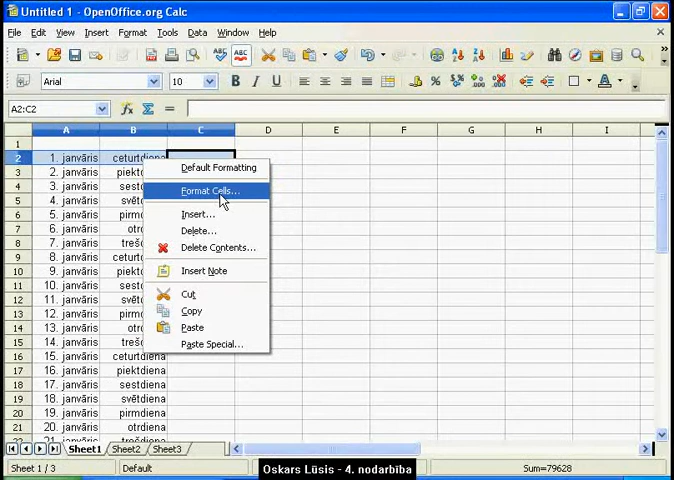 Untitled 1 - OpenOffice.org Calc
File Edit View Insert Format Tools Data Window Help
Arial 10
A2:C2
A B C D E F G H I
1
2 1. janvāris ceturtdiena
3 2. janvāris
4 3. janvāris
5 4. janvāris
6 5. janvāris
7 6. janvāris
8 7. janvāris
9 8. janvāris
10 9. janvāris
11 10. janvāris
12 11. janvāris
13 12. janvāris
14 13. janvāris
15 14. janvāris
16 15. janvāris ceturtdiena
17 16. janvāris piektdiena
18 17. janvāris sestdiena
19 18. janvāris svētdiena
20 19. janvāris pirmdiena
21 20. janvāris otrdiena
Default Formatting
Format Cells...
Insert...
Delete...
Delete Contents...
Insert Note
Cut
Copy
Paste
Paste Special...
Sheet1 Sheet2 Sheet3
Sheet 1 / 3 Default Sum=79628
Oskars Lūsis - 4. nodarbība